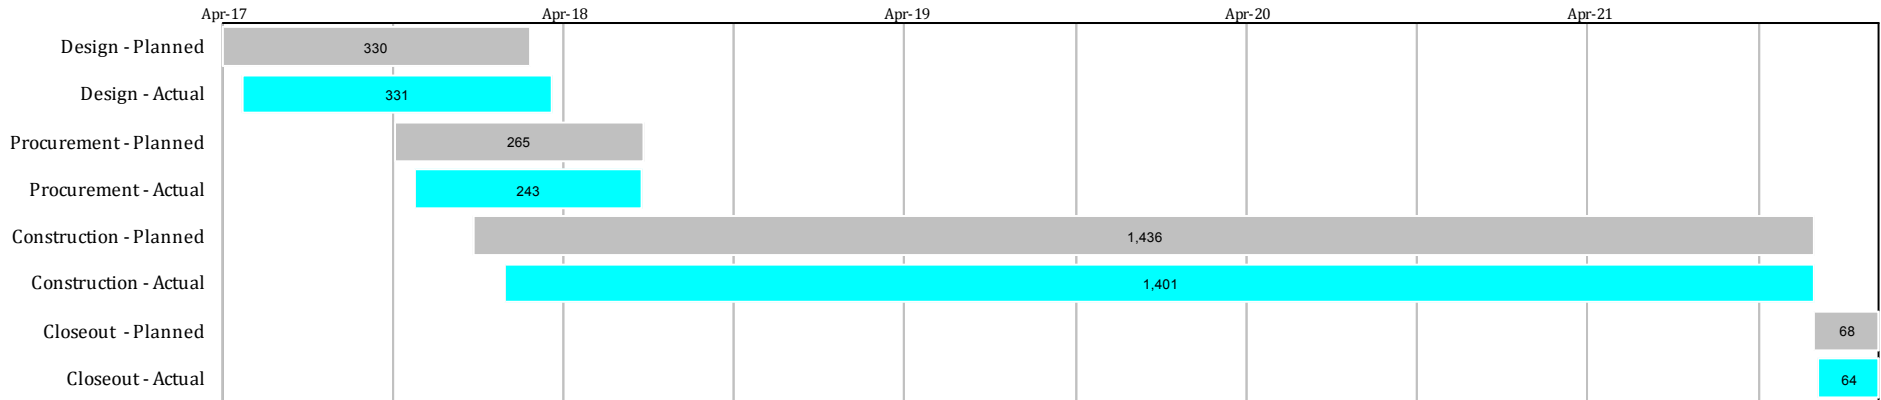 Apr-17 Apr-18 Apr-19 Apr-20 Apr-21
Design - Planned 330
Design - Actual 331
Procurement - Planned 265
Procurement - Actual 243
Construction - Planned 1,436
Construction - Actual 1,401
Closeout - Planned 68
Closeout - Actual 64